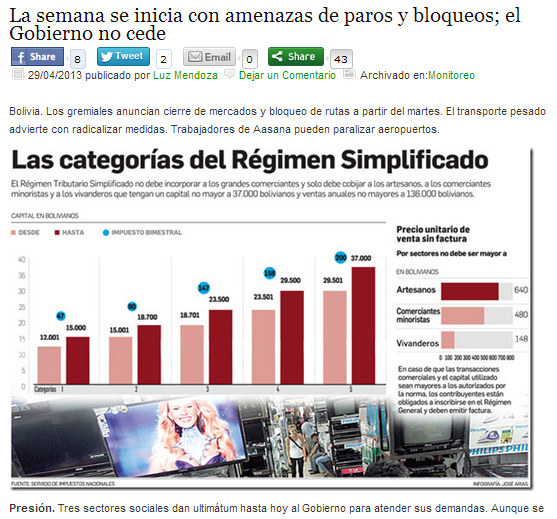 La semana se inicia con amenazas de paros y bloqueos; el
Gobierno no cede
Share 8 Tweet 2 Email 0 Share 43
29/04/2013 publicado por Luz Mendoza Dejar un Comentario Archivado en:Monitoreo
Bolivia. Los gremiales anuncian cierre de mercados y bloqueo de rutas a partir del martes. El transporte pesado
advierte con radicalizar medidas. Trabajadores de Aasana pueden paralizar aeropuertos.
Las categorías del Régimen Simplificado
El Régimen Tributario Simplificado no debe incorporar a los grandes comerciantes y solo debe cobijar a los artesanos, a los comerciantes
minoristas y a los vivanderos que tengan un capital no mayor a 37.000 bolivianos y ventas anuales no mayores a 136.000 bolivianos.
CAPITAL EN BOLIVIANOS
DESDE HASTA IMPUESTO BIMESTRAL
40
35
30
25
20
15
10
5
0
47
12.001 15.000
90
15.001 18.700
147
18.701 23.500
158
23.501 29.500
200
29.501 37.000
Categorías 1 2 3 4 5
Precio unitario de
venta sin factura
Por sectores no debe ser mayor a
EN BOLIVIANOS
Artesanos 640
Comerciantes
minoristas 480
Vivanderos 148
0 100 200 300 400 500 600 700 800
En caso de que las transacciones
comerciales y el capital utilizado
sean mayores a los autorizados por
la norma, los contribuyentes están
obligados a inscribirse en el Régimen
General y deben emitir factura.
PHILIPS
FUENTE: SERVICIO DE IMPUESTOS NACIONALES INFOGRAFÍA: JOSÉ ARIAS
Presión. Tres sectores sociales dan ultimátum hasta hoy al Gobierno para atender sus demandas. Aunque se